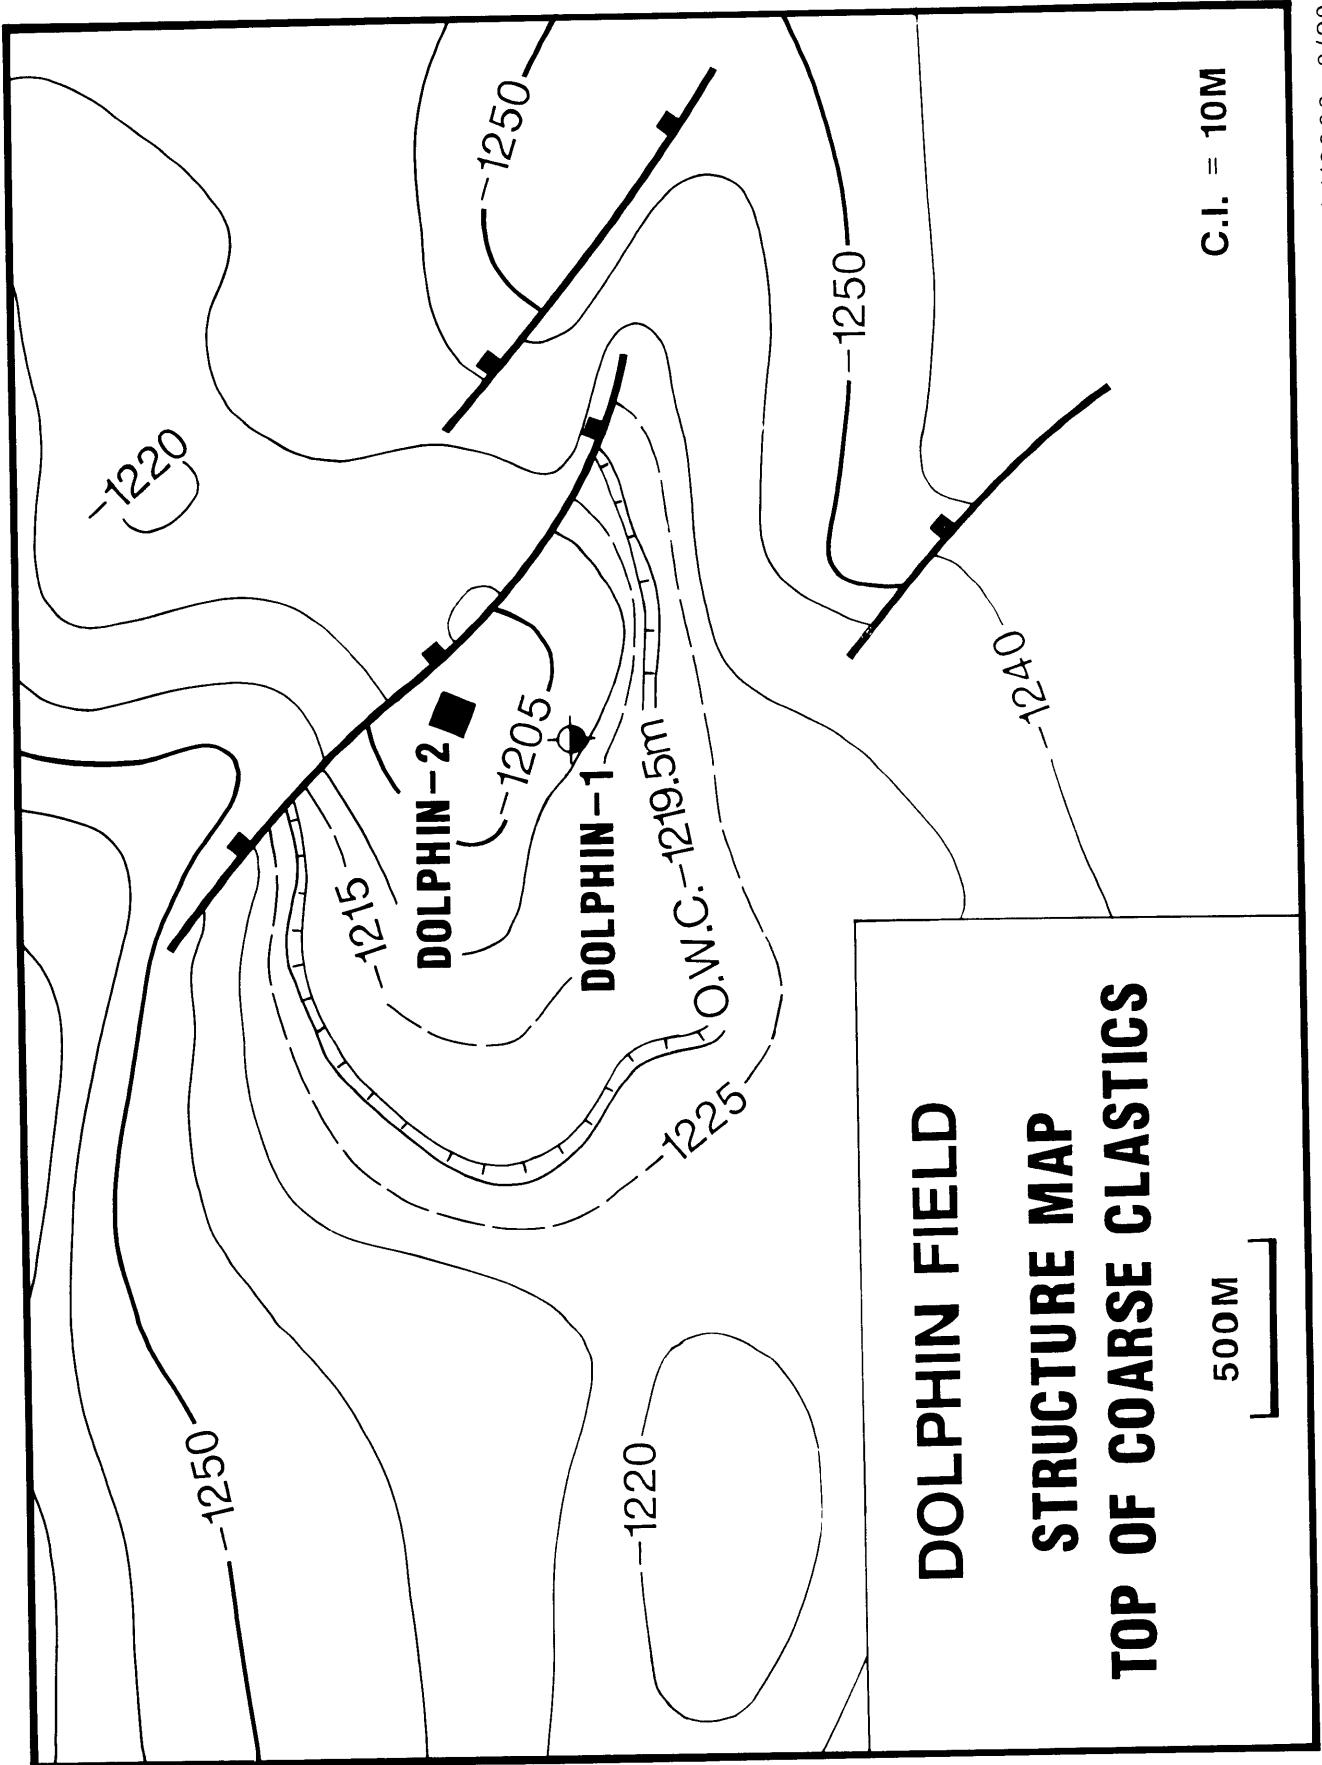 DOLPHIN FIELD
STRUCTURE MAP
TOP OF COARSE CLASTICS
500M
C.I. = 10M
-1250
-1220
-1215
DOLPHIN-2
-1205
DOLPHIN-1
O.W.C. -1219.5m
1225
-1220
-1250
-1250
-1240